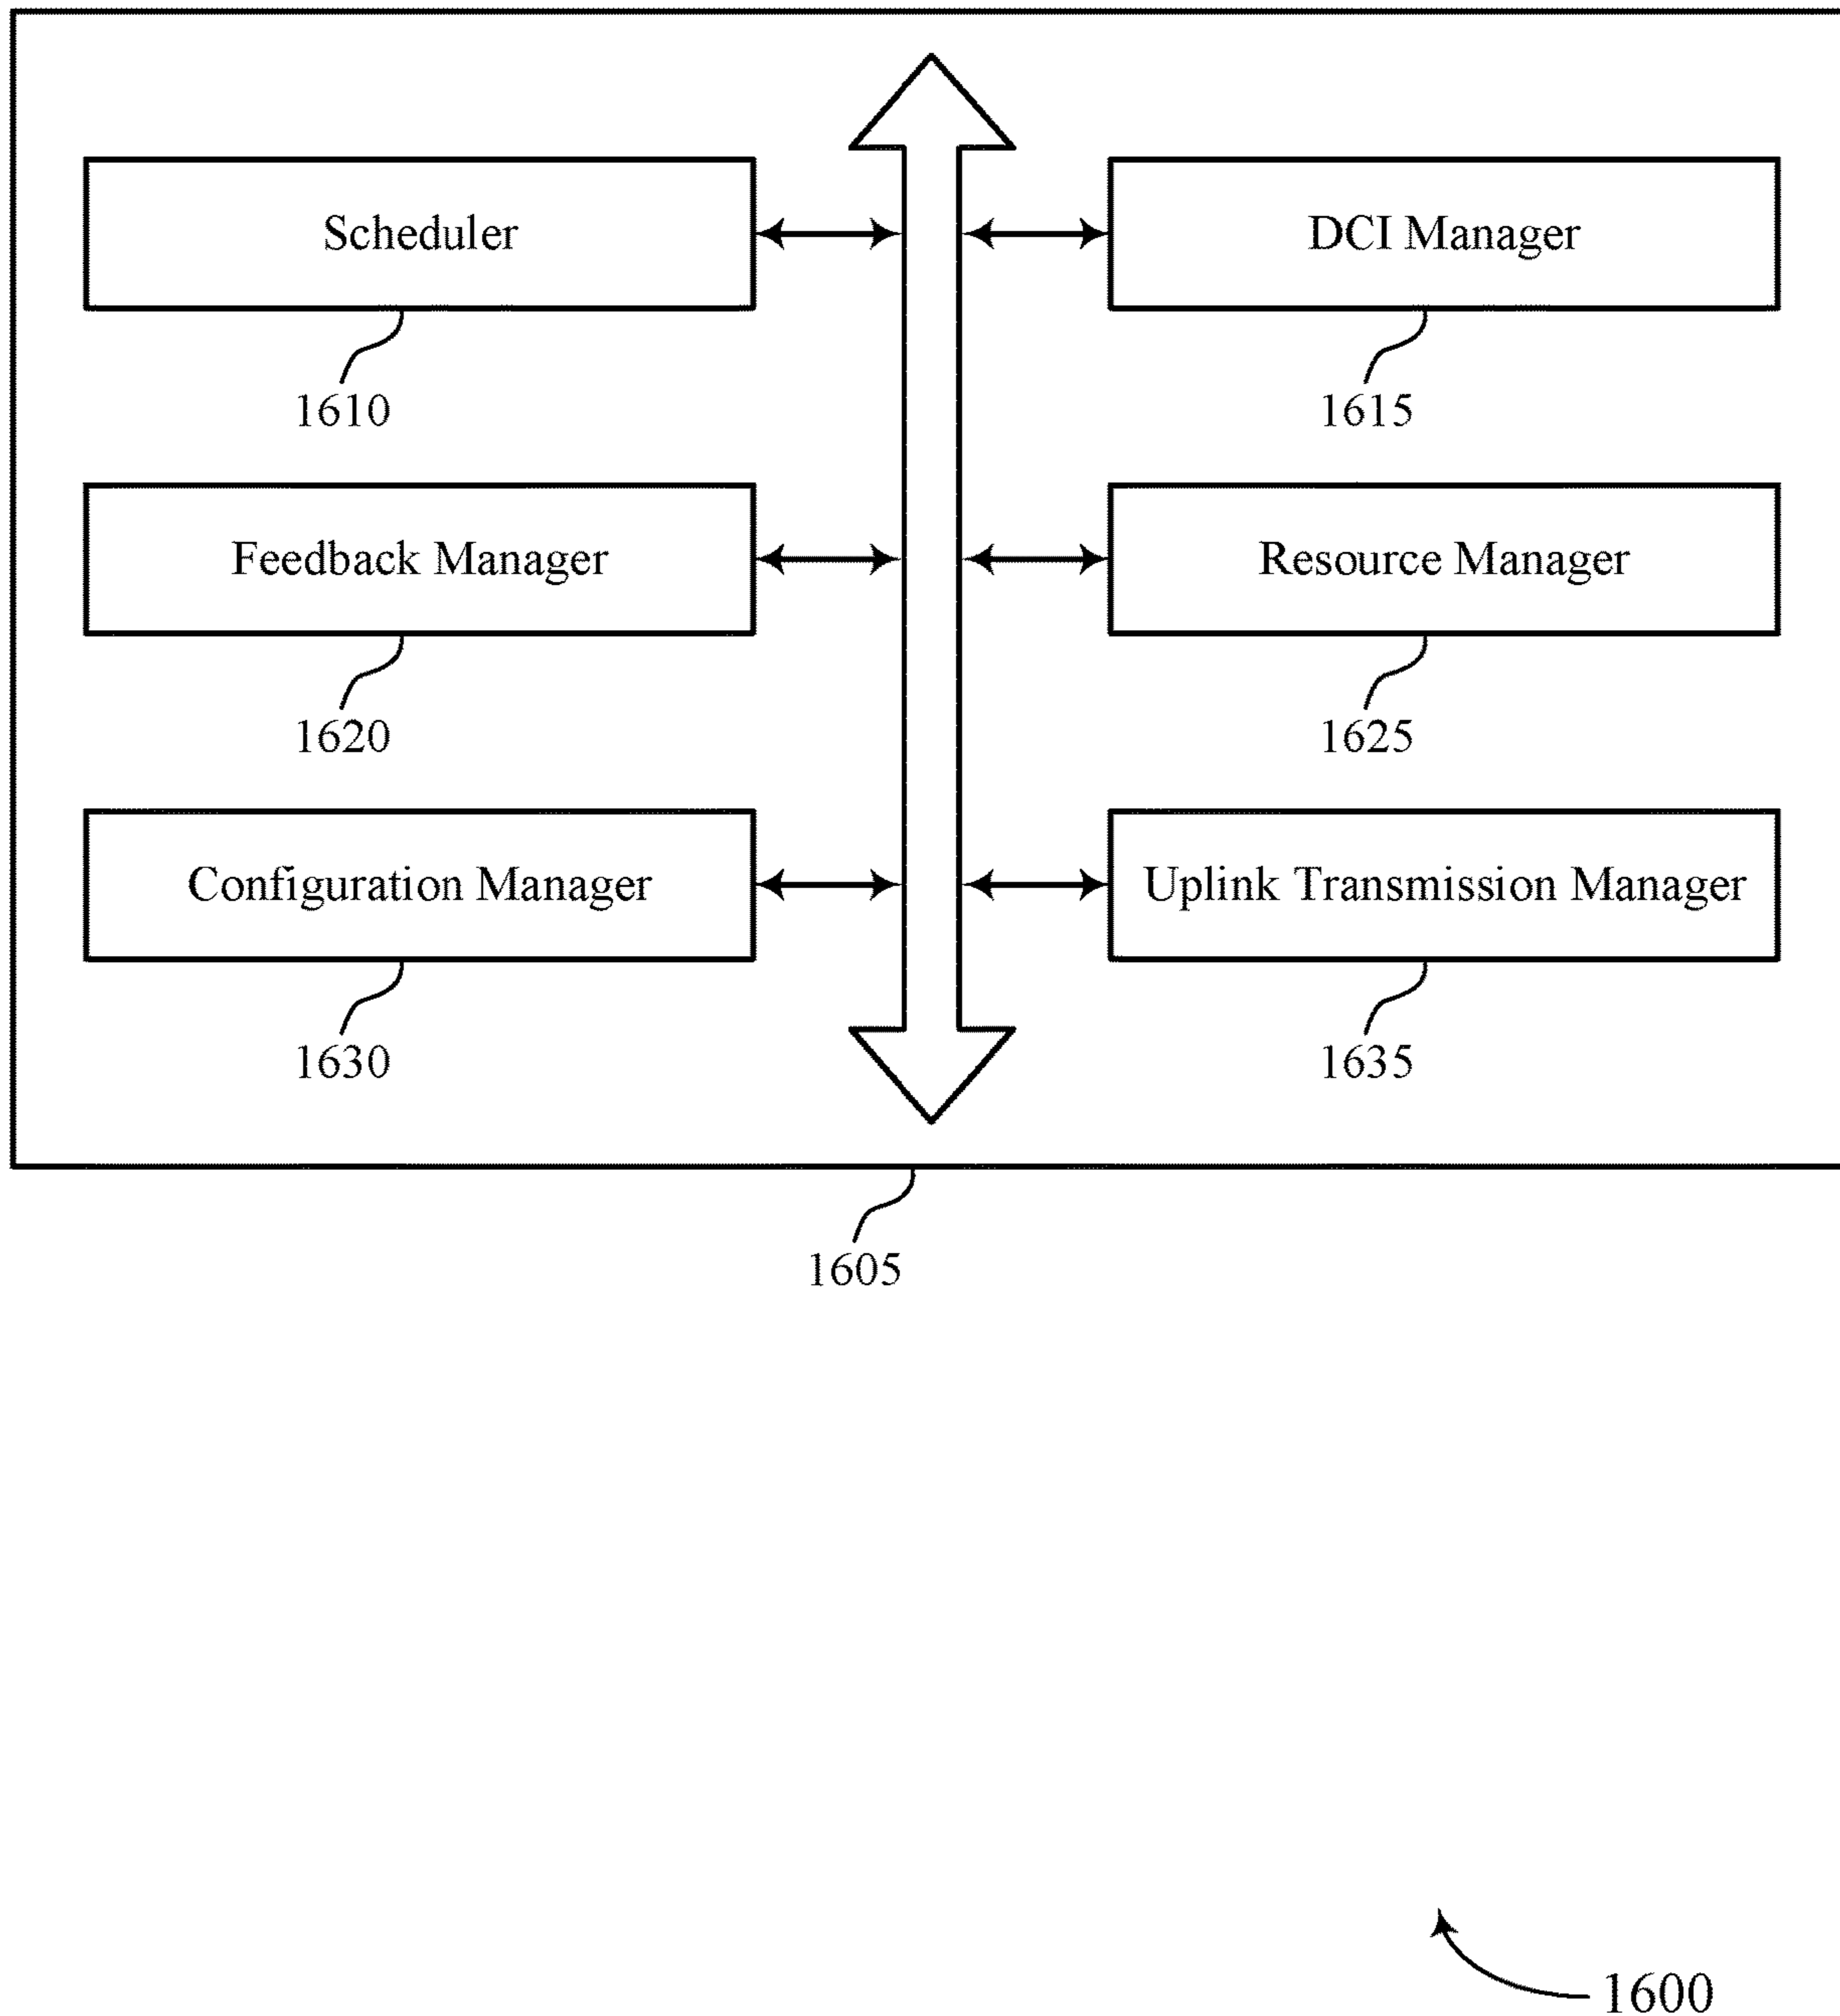 Scheduler
DCI Manager
1610
1615
Feedback Manager
Resource Manager
1620
1625
Configuration Manager
Uplink Transmission Manager
1630
1635
1605
1600